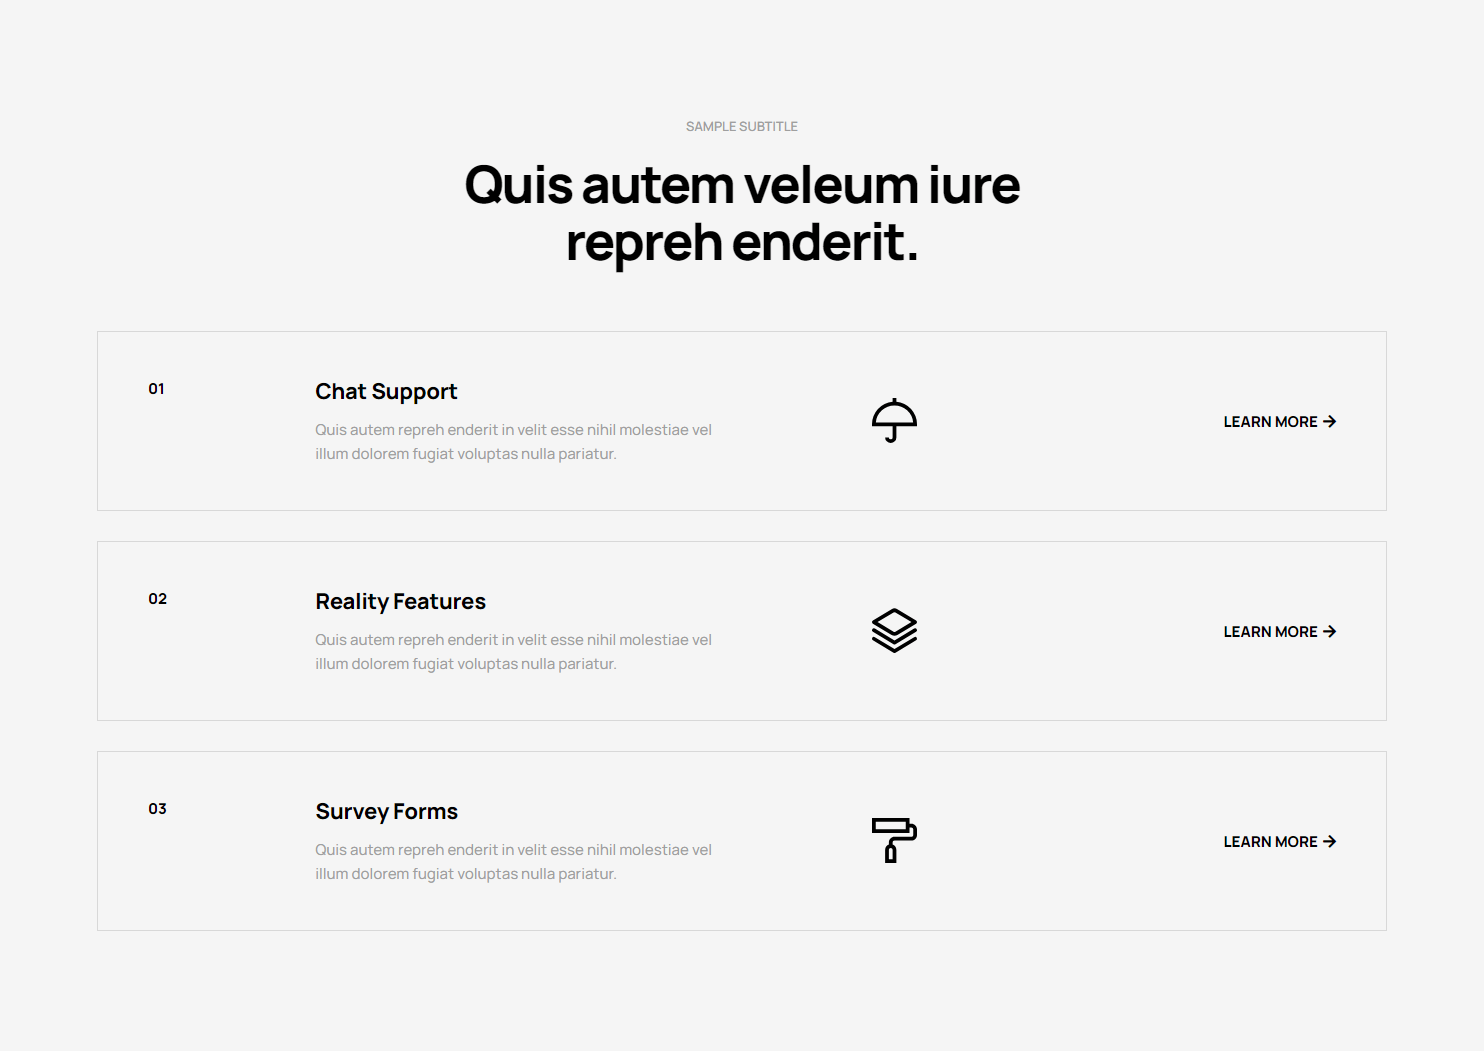 SAMPLE SUBTITLE
Quis autem veleum iure
repreh enderit.
01
Chat Support
Quis autem repreh enderit in velit esse nihil molestiae vel
illum dolorem fugiat voluptas nulla pariatur.
LEARN MORE →
02
Reality Features
Quis autem repreh enderit in velit esse nihil molestiae vel
illum dolorem fugiat voluptas nulla pariatur.
LEARN MORE →
03
Survey Forms
Quis autem repreh enderit in velit esse nihil molestiae vel
illum dolorem fugiat voluptas nulla pariatur.
LEARN MORE →